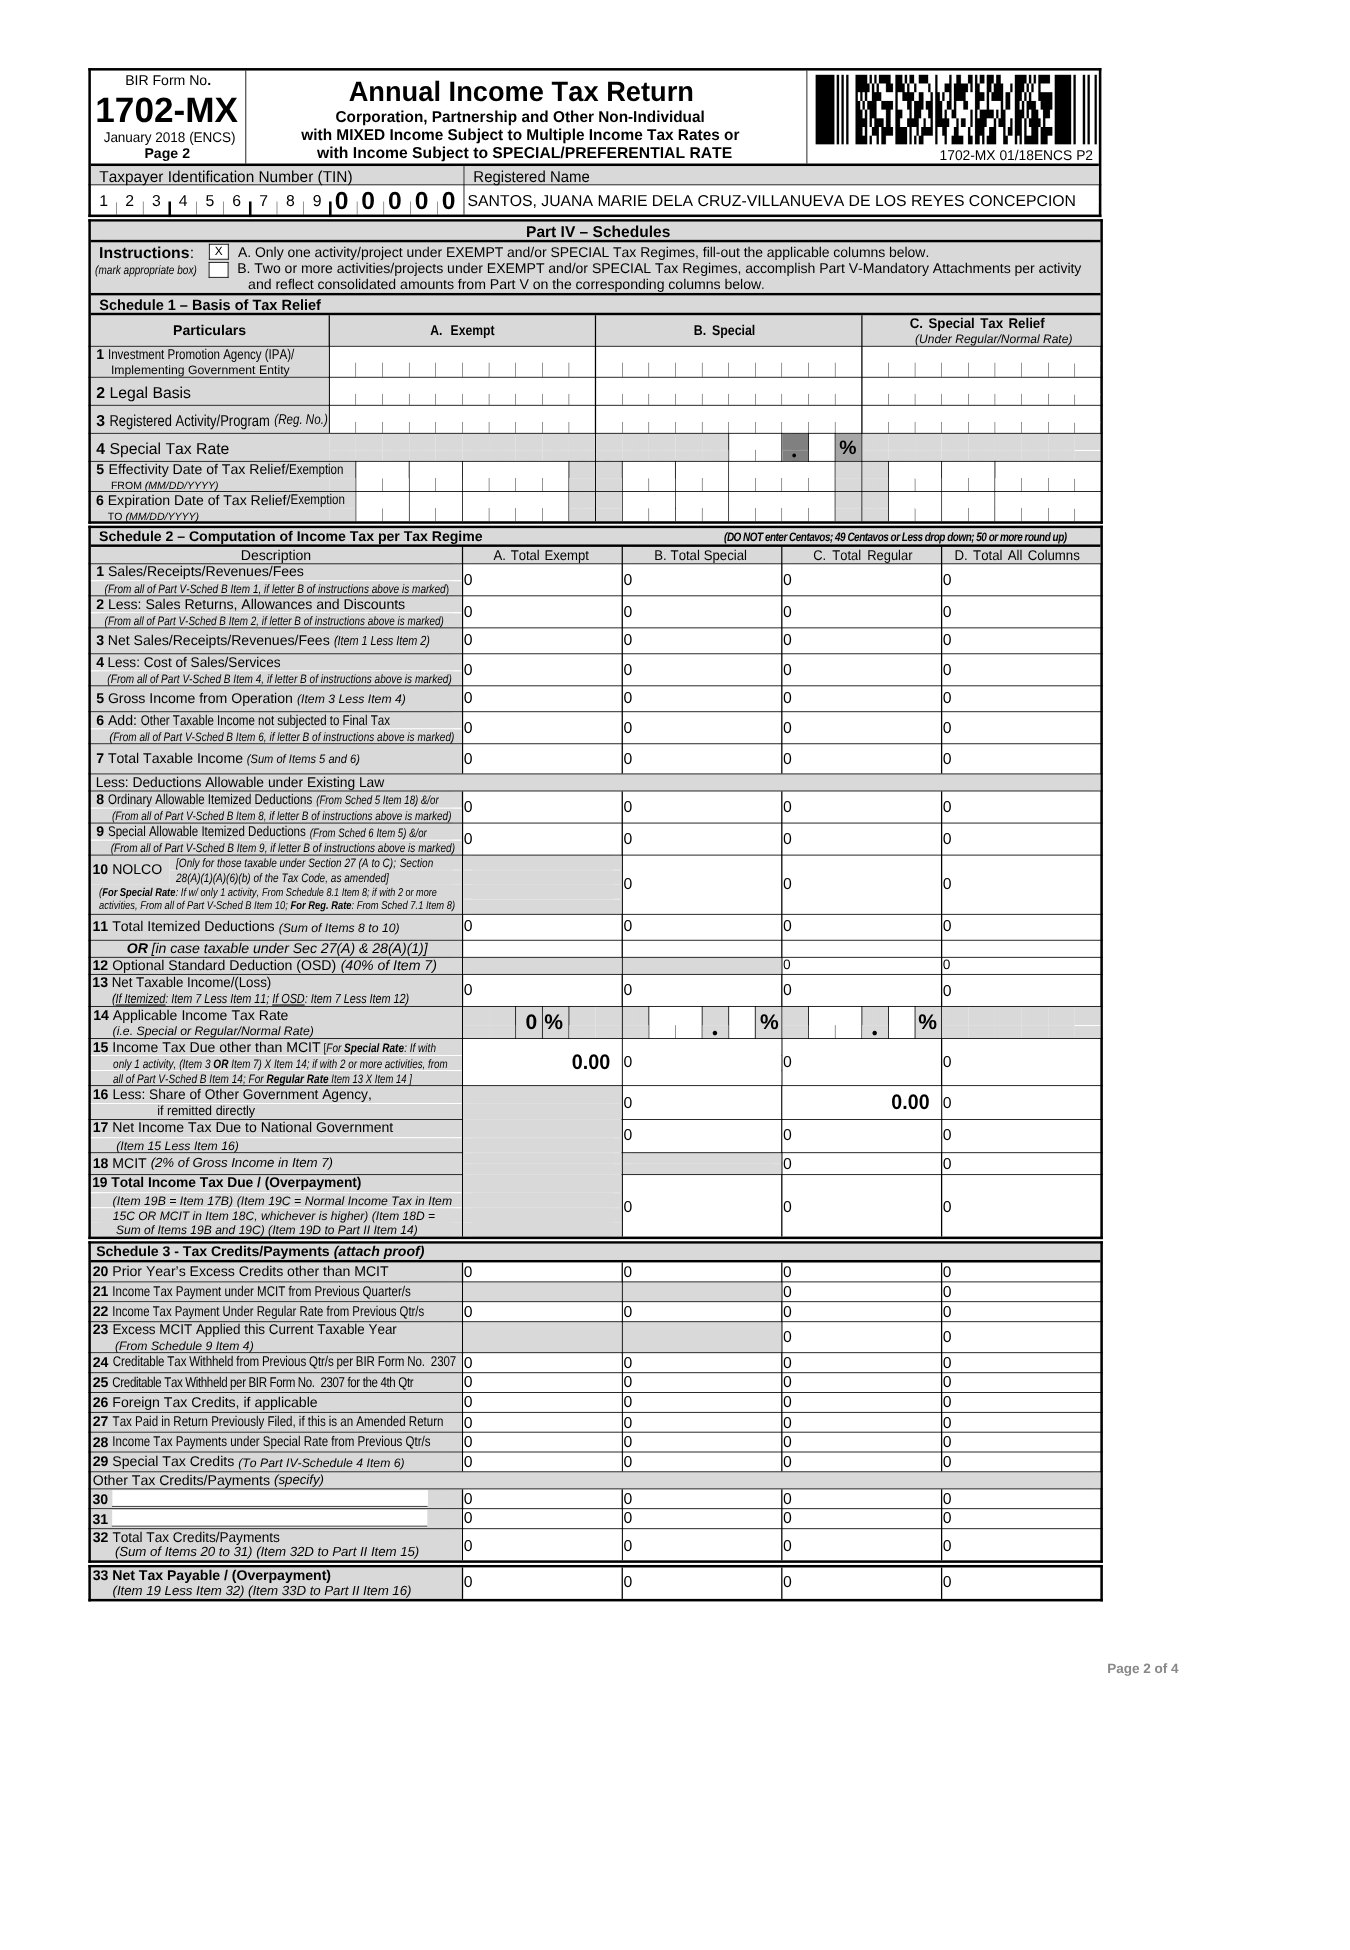 BIR Form No.
1702-MX
January 2018 (ENCS)
Page 2
Annual Income Tax Return
Corporation, Partnership and Other Non-Individual
with MIXED Income Subject to Multiple Income Tax Rates or
with Income Subject to SPECIAL/PREFERENTIAL RATE
1702-MX 01/18ENCS P2
Taxpayer Identification Number (TIN) Registered Name
1 2 3 4 5 6 7 8 9 0 0 0 0 0 SANTOS, JUANA MARIE DELA CRUZ-VILLANUEVA DE LOS REYES CONCEPCION
Part IV – Schedules
Instructions: X A. Only one activity/project under EXEMPT and/or SPECIAL Tax Regimes, fill-out the applicable columns below.
(mark appropriate box) B. Two or more activities/projects under EXEMPT and/or SPECIAL Tax Regimes, accomplish Part V-Mandatory Attachments per activity
and reflect consolidated amounts from Part V on the corresponding columns below.
Schedule 1 – Basis of Tax Relief
Particulars A. Exempt B. Special C. Special Tax Relief
(Under Regular/Normal Rate)
1 Investment Promotion Agency (IPA)/
Implementing Government Entity
2 Legal Basis
3 Registered Activity/Program (Reg. No.)
4 Special Tax Rate . %
5 Effectivity Date of Tax Relief/Exemption
FROM (MM/DD/YYYY)
6 Expiration Date of Tax Relief/Exemption
TO (MM/DD/YYYY)
Schedule 2 – Computation of Income Tax per Tax Regime (DO NOT enter Centavos; 49 Centavos or Less drop down; 50 or more round up)
Description A. Total Exempt B. Total Special C. Total Regular D. Total All Columns
1 Sales/Receipts/Revenues/Fees
(From all of Part V-Sched B Item 1, if letter B of instructions above is marked) 0 0 0 0
2 Less: Sales Returns, Allowances and Discounts
(From all of Part V-Sched B Item 2, if letter B of instructions above is marked) 0 0 0 0
3 Net Sales/Receipts/Revenues/Fees (Item 1 Less Item 2) 0 0 0 0
4 Less: Cost of Sales/Services
(From all of Part V-Sched B Item 4, if letter B of instructions above is marked) 0 0 0 0
5 Gross Income from Operation (Item 3 Less Item 4) 0 0 0 0
6 Add: Other Taxable Income not subjected to Final Tax
(From all of Part V-Sched B Item 6, if letter B of instructions above is marked) 0 0 0 0
7 Total Taxable Income (Sum of Items 5 and 6) 0 0 0 0
Less: Deductions Allowable under Existing Law
8 Ordinary Allowable Itemized Deductions (From Sched 5 Item 18) &/or
(From all of Part V-Sched B Item 8, if letter B of instructions above is marked) 0 0 0 0
9 Special Allowable Itemized Deductions (From Sched 6 Item 5) &/or
(From all of Part V-Sched B Item 9, if letter B of instructions above is marked) 0 0 0 0
10 NOLCO [Only for those taxable under Section 27 (A to C); Section
28(A)(1)(A)(6)(b) of the Tax Code, as amended]
(For Special Rate: If w/ only 1 activity, From Schedule 8.1 Item 8; if with 2 or more
activities, From all of Part V-Sched B Item 10; For Reg. Rate: From Sched 7.1 Item 8) 0 0 0
11 Total Itemized Deductions (Sum of Items 8 to 10) 0 0 0 0
OR [in case taxable under Sec 27(A) & 28(A)(1)]
12 Optional Standard Deduction (OSD) (40% of Item 7) 0 0
13 Net Taxable Income/(Loss)
(If Itemized: Item 7 Less Item 11; If OSD: Item 7 Less Item 12) 0 0 0 0
14 Applicable Income Tax Rate
(i.e. Special or Regular/Normal Rate) 0 % . % . %
15 Income Tax Due other than MCIT [For Special Rate: If with
only 1 activity, (Item 3 OR Item 7) X Item 14; if with 2 or more activities, from
all of Part V-Sched B Item 14; For Regular Rate Item 13 X Item 14 ] 0.00 0 0 0
16 Less: Share of Other Government Agency,
if remitted directly 0 0.00 0
17 Net Income Tax Due to National Government
(Item 15 Less Item 16) 0 0 0
18 MCIT (2% of Gross Income in Item 7) 0 0
19 Total Income Tax Due / (Overpayment)
(Item 19B = Item 17B) (Item 19C = Normal Income Tax in Item
15C OR MCIT in Item 18C, whichever is higher) (Item 18D =
Sum of Items 19B and 19C) (Item 19D to Part II Item 14) 0 0 0
Schedule 3 - Tax Credits/Payments (attach proof)
20 Prior Year’s Excess Credits other than MCIT 0 0 0 0
21 Income Tax Payment under MCIT from Previous Quarter/s 0 0
22 Income Tax Payment Under Regular Rate from Previous Qtr/s 0 0 0 0
23 Excess MCIT Applied this Current Taxable Year
(From Schedule 9 Item 4) 0 0
24 Creditable Tax Withheld from Previous Qtr/s per BIR Form No. 2307 0 0 0 0
25 Creditable Tax Withheld per BIR Form No. 2307 for the 4th Qtr 0 0 0 0
26 Foreign Tax Credits, if applicable 0 0 0 0
27 Tax Paid in Return Previously Filed, if this is an Amended Return 0 0 0 0
28 Income Tax Payments under Special Rate from Previous Qtr/s 0 0 0 0
29 Special Tax Credits (To Part IV-Schedule 4 Item 6) 0 0 0 0
Other Tax Credits/Payments (specify)
30 0 0 0 0
31 0 0 0 0
32 Total Tax Credits/Payments
(Sum of Items 20 to 31) (Item 32D to Part II Item 15) 0 0 0 0
33 Net Tax Payable / (Overpayment)
(Item 19 Less Item 32) (Item 33D to Part II Item 16) 0 0 0 0
Page 2 of 4